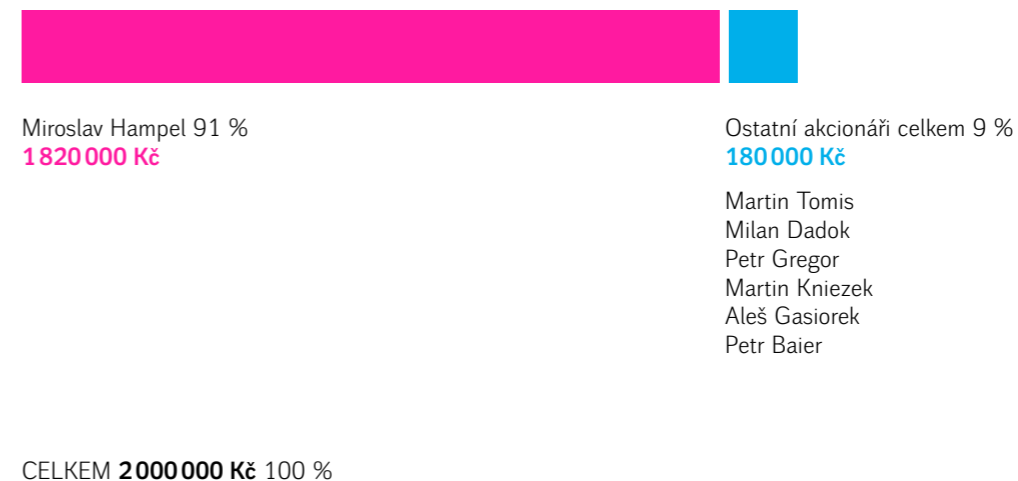 Miroslav Hampel 91 %
1 820 000 Kč
Ostatní akcionáři celkem 9 %
180 000 Kč
Martin Tomis
Milan Dadok
Petr Gregor
Martin Kniezek
Aleš Gasiorek
Petr Baier
CELKEM 2 000 000 Kč 100 %